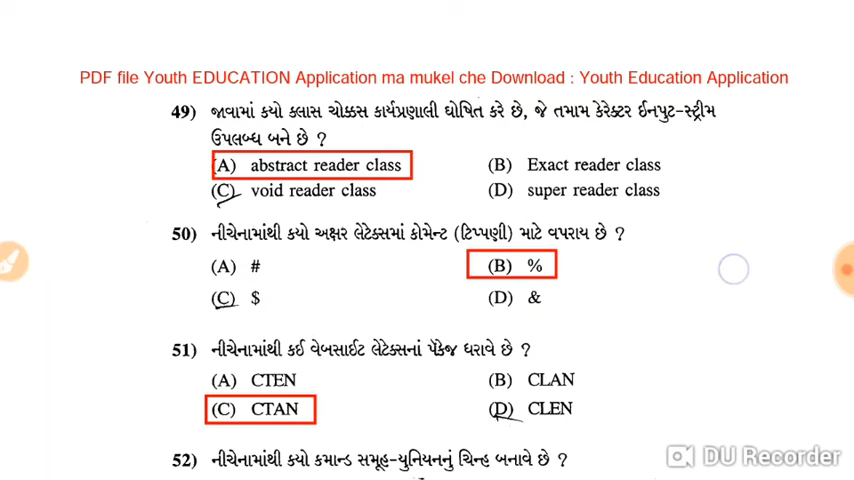 PDF file Youth EDUCATION Application ma mukel che Download : Youth Education Application
49) જાવામાં કયો ક્લાસ ચોક્કસ કાર્યપ્રણાલી ઘોષિત કરે છે, જે તમામ કેરેક્ટર ઈનપુટ-સ્ટ્રીમ
ઉપલબ્ધ બને છે ?
(A) abstract reader class (B) Exact reader class
(C) void reader class (D) super reader class
50) નીચેનામાંથી કયો અક્ષર લેટેક્સમાં કોમેન્ટ (ટિપ્પણી) માટે વપરાય છે ?
(A) # (B) %
(C) $ (D) &
51) નીચેનામાંથી કઈ વેબસાઈટ લેટેક્સનાં પૅકેજ ધરાવે છે ?
(A) CTEN (B) CLAN
(C) CTAN (D) CLEN
52) નીચેનામાંથી કયો કમાન્ડ સમૂહ-યુનિયનનું ચિન્હ બનાવે છે ?
DU Recorder